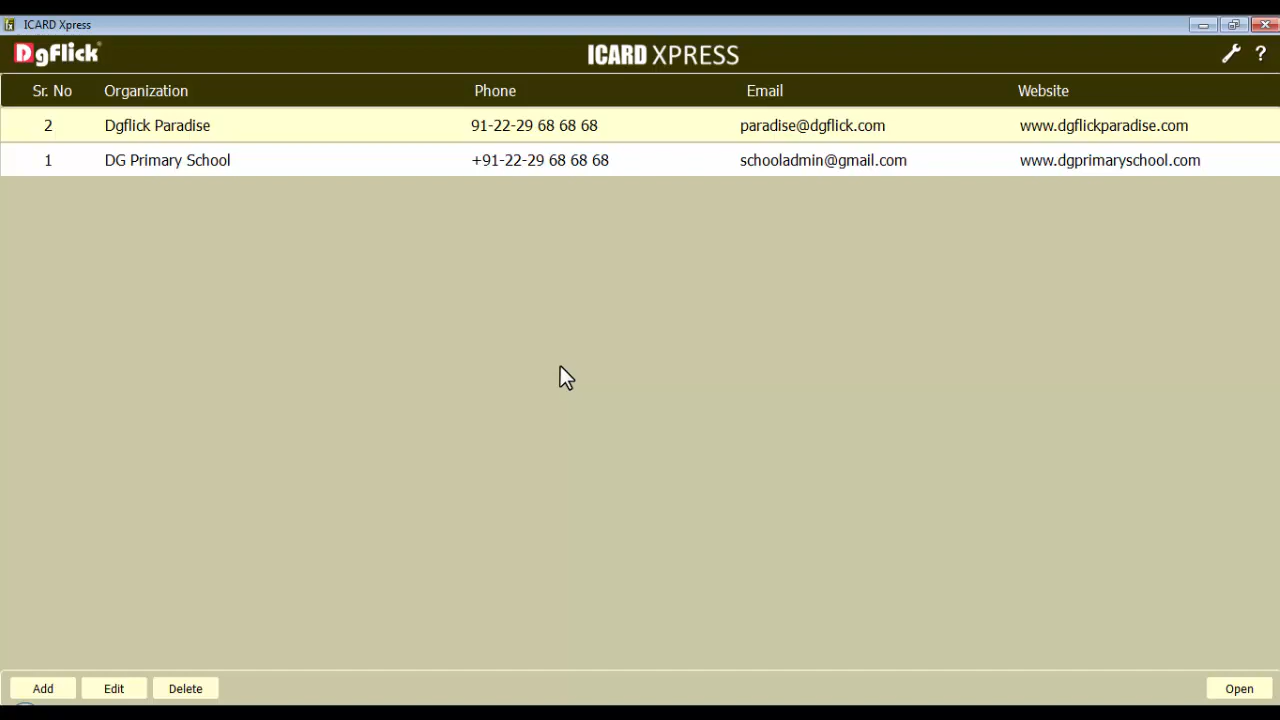 ICARD Xpress
DgFlick® ICARD XPRESS ?
Sr. No Organization Phone Email Website
2 Dgflick Paradise 91-22-29 68 68 68 paradise@dgflick.com www.dgflickparadise.com
1 DG Primary School +91-22-29 68 68 68 schooladmin@gmail.com www.dgprimaryschool.com
Add Edit Delete Open